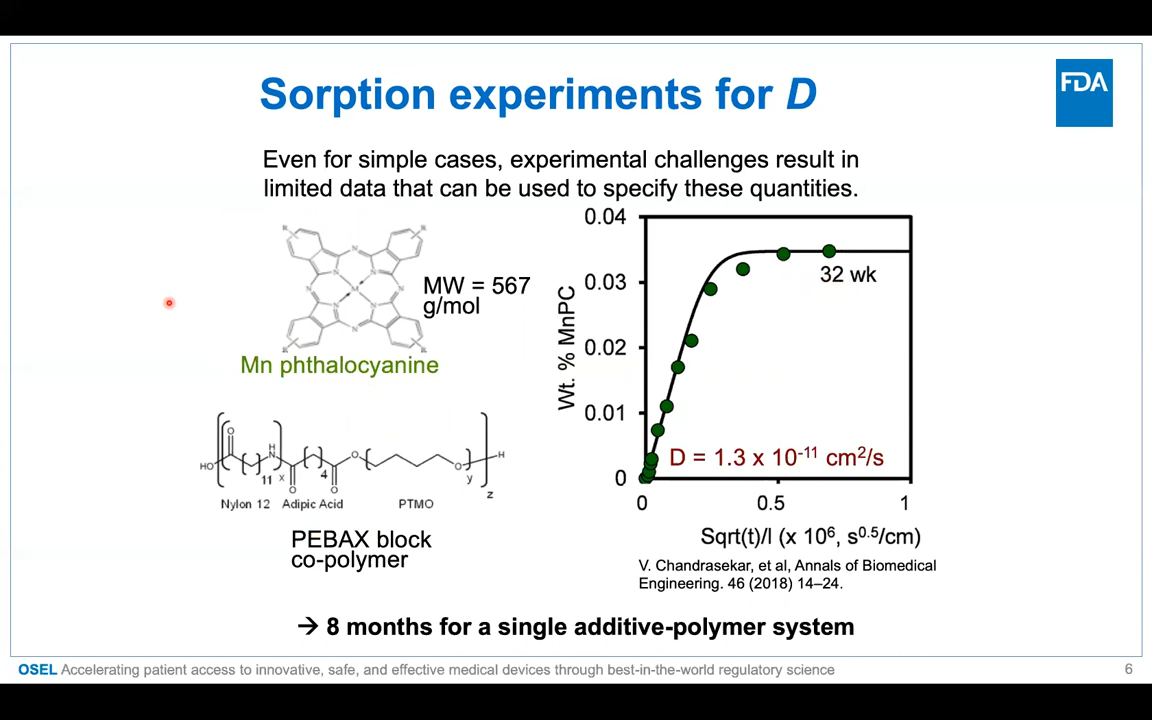 Sorption experiments for D
FDA
Even for simple cases, experimental challenges result in
limited data that can be used to specify these quantities.
R
R
N
N
N
N
M
N
N
N
N
R
R
MW = 567
g/mol
Mn phthalocyanine
O
H
N
HO
11
x
O
4
O
O
O
y
H
z
Nylon 12 Adipic Acid PTMO
PEBAX block
co-polymer
0.04
0.03
0.02
0.01
0
Wt. % MnPC
32 wk
D = 1.3 x 10⁻¹¹ cm²/s
0 0.5 1
Sqrt(t)/l (x 10⁶, s⁰·⁵/cm)
V. Chandrasekar, et al, Annals of Biomedical
Engineering. 46 (2018) 14–24.
→ 8 months for a single additive-polymer system
OSEL Accelerating patient access to innovative, safe, and effective medical devices through best-in-the-world regulatory science
6